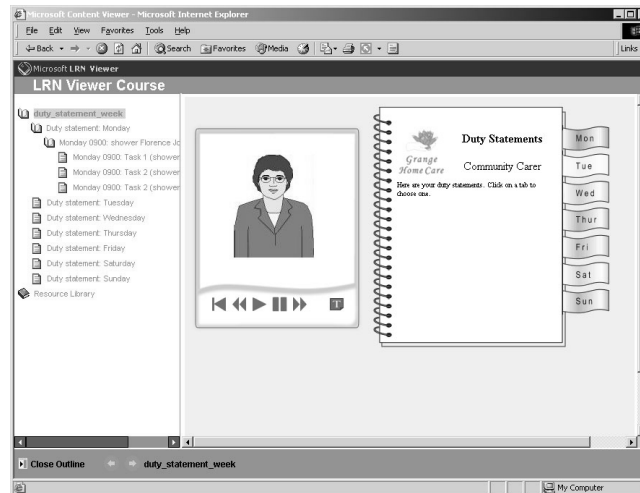 Microsoft Content Viewer - Microsoft Internet Explorer
File Edit View Favorites Tools Help
Back Search Favorites Media Links
Microsoft LRN Viewer
LRN Viewer Course
duty_statement_week
Duty statement: Monday
Monday 0900: shower Florence Jo
Monday 0900: Task 1 (shower
Monday 0900: Task 2 (shower
Monday 0900: Task 2 (shower
Duty statement: Tuesday
Duty statement: Wednesday
Duty statement: Thursday
Duty statement: Friday
Duty statement: Saturday
Duty statement: Sunday
Resource Library
T
Grange
Home Care
Duty Statements
Community Carer
Here are your duty statements. Click on a tab to
choose one.
Mon
Tue
Wed
Thur
Fri
Sat
Sun
Close Outline duty_statement_week
My Computer